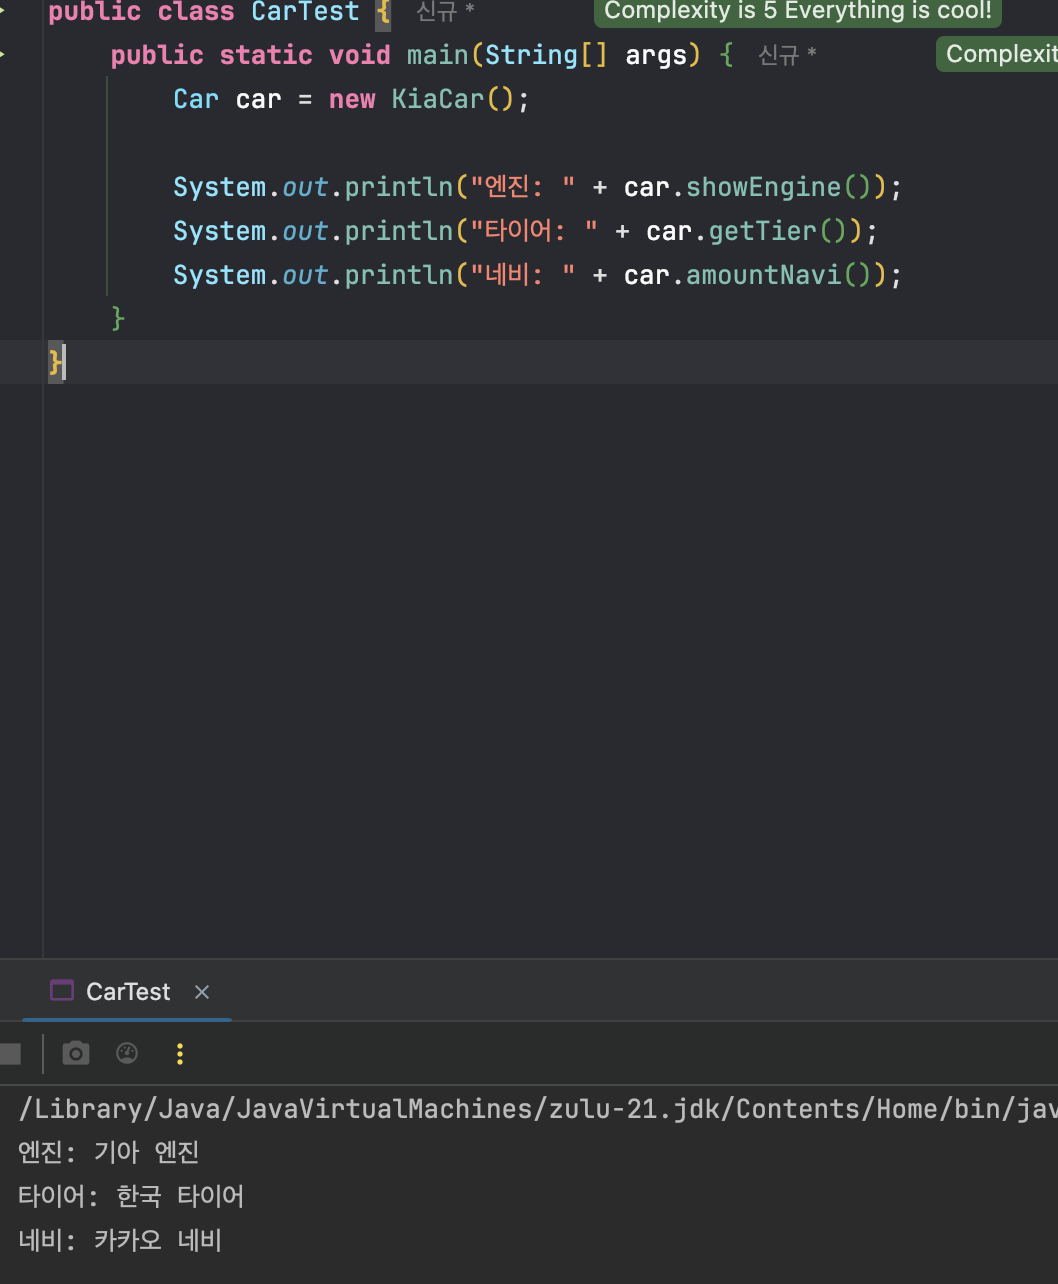 public class CarTest { 신규 * Complexity is 5 Everything is cool!
public static void main(String[] args) { 신규 *
Car car = new KiaCar();
System.out.println("엔진: " + car.showEngine());
System.out.println("타이어: " + car.getTier());
System.out.println("네비: " + car.amountNavi());
}
}
CarTest ×
/Library/Java/JavaVirtualMachines/zulu-21.jdk/Contents/Home/bin/
엔진: 기아 엔진
타이어: 한국 타이어
네비: 카카오 네비